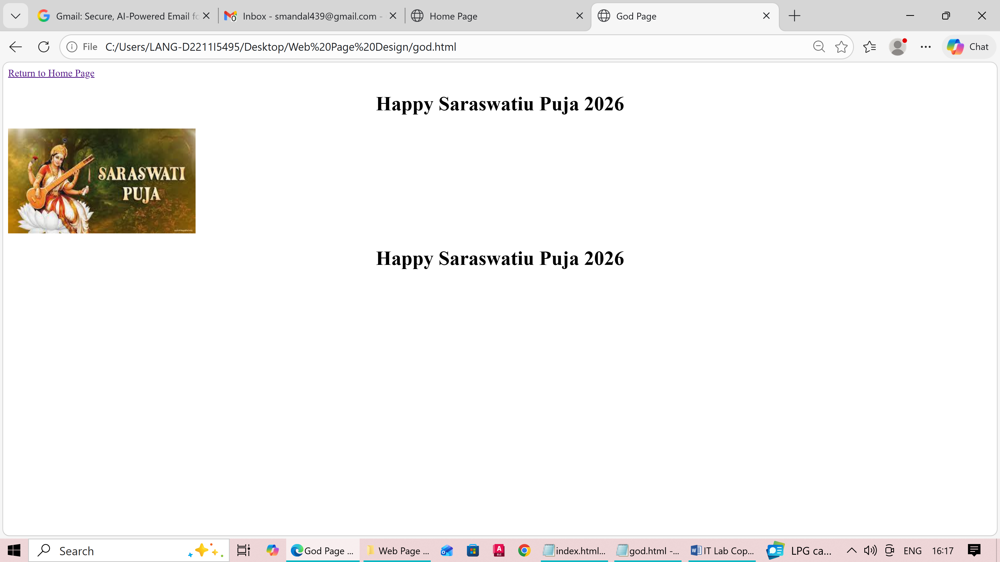 Gmail: Secure, AI-Powered Email fo
Inbox - smandal439@gmail.com -
Home Page
God Page
File C:/Users/LANG-D2211I5495/Desktop/Web%20Page%20Design/god.html
Chat
Return to Home Page
Happy Saraswatiu Puja 2026
SARASWATI
PUJA
Happy Saraswatiu Puja 2026
Search
God Page ...
Web Page ...
index.html...
god.html -...
IT Lab Cop...
LPG ca...
ENG
16:17